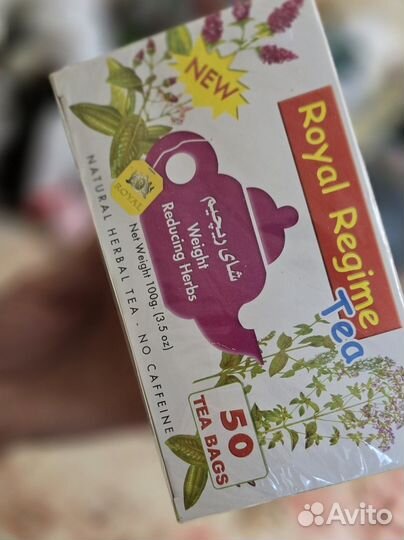 NEW
Royal Regime
Tea
ROYAL
شاي ريجيم
Weight
Reducing Herbs
Net Weight 100g. (3.5 oz)
NATURAL HERBAL TEA - NO CAFFEINE
50
TEA BAGS
Avito